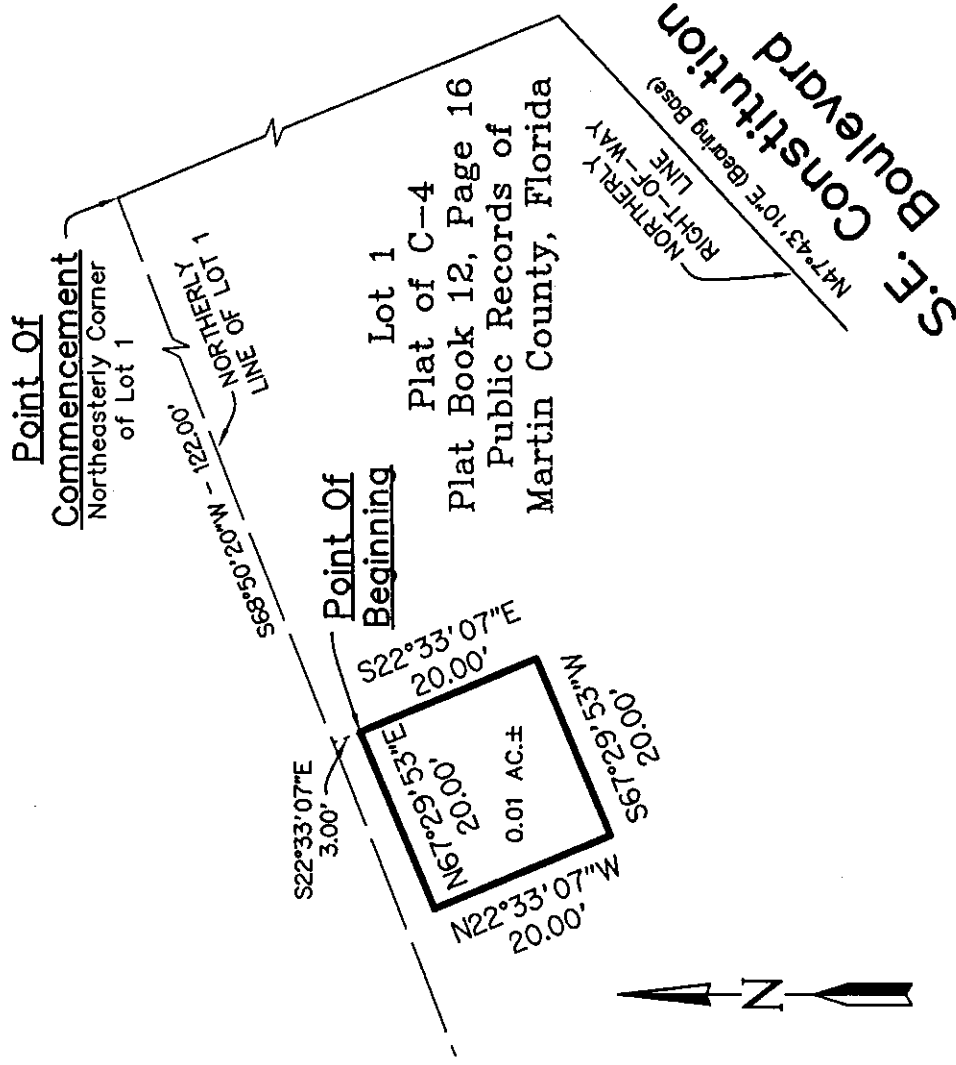 Point Of
Commencement
Northeasterly Corner
of Lot 1
S68°50'20"W - 122.00'
NORTHERLY
LINE OF LOT 1
Lot 1
Plat of C-4
Plat Book 12, Page 16
Public Records of
Martin County, Florida
Point Of
Beginning
S22°33'07"E
3.00'
S22°33'07"E
20.00'
N67°29'53"E
20.00'
0.01 AC.±
S67°29'53"W
20.00'
N22°33'07"W
20.00'
NORTHERLY
RIGHT-OF-WAY
LINE
N47°43'10"E (Bearing Base)
S.E. Constitution
Boulevard
N